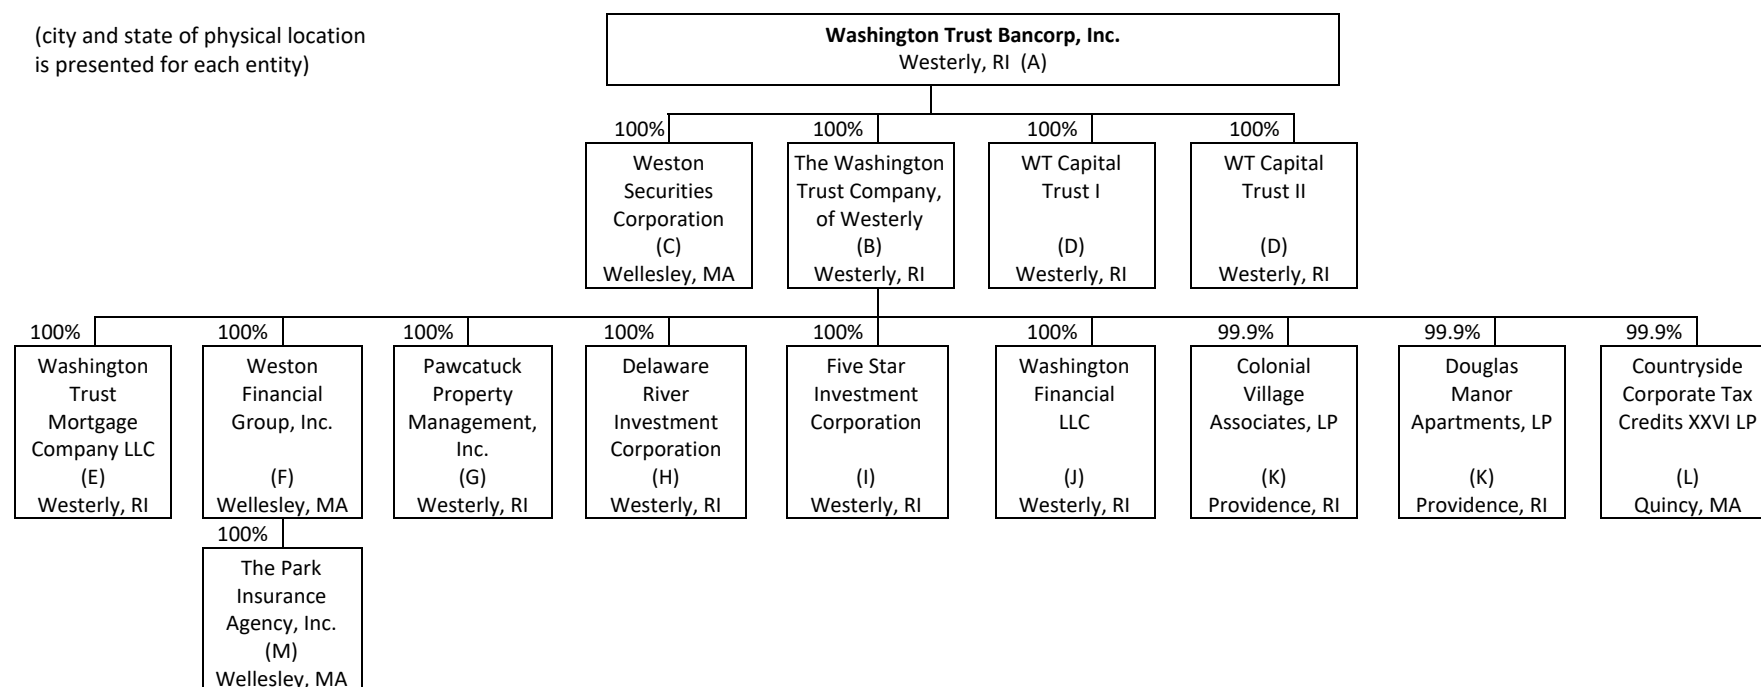 (city and state of physical location
is presented for each entity)
Washington Trust Bancorp, Inc.
Westerly, RI (A)
100%
Weston
Securities
Corporation
(C)
Wellesley, MA
100%
The Washington
Trust Company,
of Westerly
(B)
Westerly, RI
100%
WT Capital
Trust I
(D)
Westerly, RI
100%
WT Capital
Trust II
(D)
Westerly, RI
100%
Washington
Trust
Mortgage
Company LLC
(E)
Westerly, RI
100%
Weston
Financial
Group, Inc.
(F)
Wellesley, MA
100%
Pawcatuck
Property
Management,
Inc.
(G)
Westerly, RI
100%
Delaware
River
Investment
Corporation
(H)
Westerly, RI
100%
Five Star
Investment
Corporation
(I)
Westerly, RI
100%
Washington
Financial
LLC
(J)
Westerly, RI
99.9%
Colonial
Village
Associates, LP
(K)
Providence, RI
99.9%
Douglas
Manor
Apartments, LP
(K)
Providence, RI
99.9%
Countryside
Corporate Tax
Credits XXVI LP
(L)
Quincy, MA
100%
The Park
Insurance
Agency, Inc.
(M)
Wellesley, MA